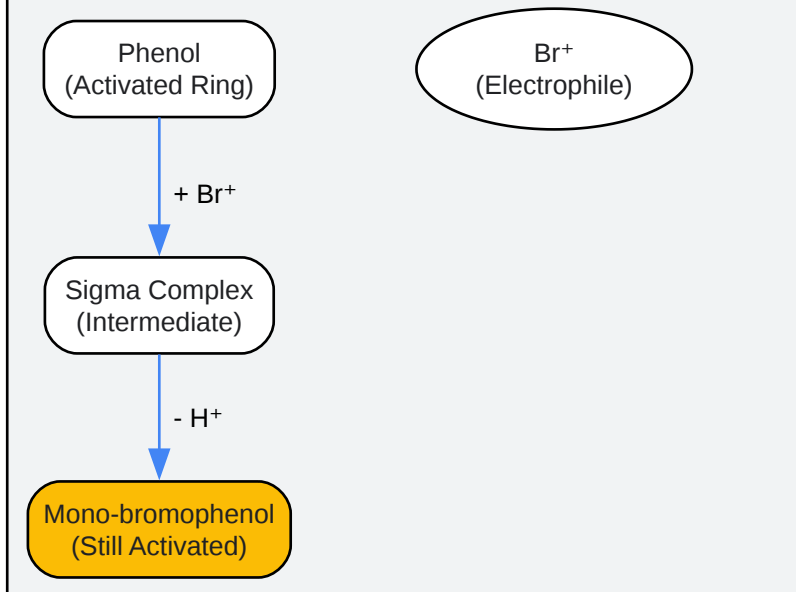 Phenol
(Activated Ring)
Br⁺
(Electrophile)
+ Br⁺
Sigma Complex
(Intermediate)
- H⁺
Mono-bromophenol
(Still Activated)